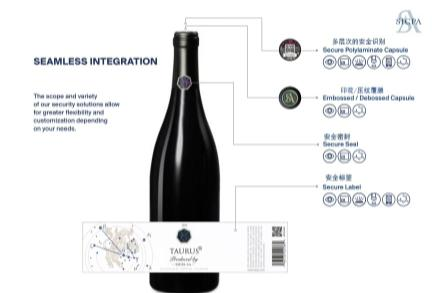 SICPA
多层次的安全识别
Secure Polylaminate Capsule
SEAMLESS INTEGRATION
The scope and variety
of our security solutions allow
for greater flexibility and
customization depending
on your needs.
印花/压纹覆膜
Embossed / Debossed Capsule
安全密封
Secure Seal
安全标签
Secure Label
TAURUS
Produced by